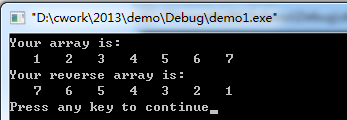 "D:\cwork\2013\demo\Debug\demo1.exe"
Your array is:
1 2 3 4 5 6 7
Your reverse array is:
7 6 5 4 3 2 1
Press any key to continue_